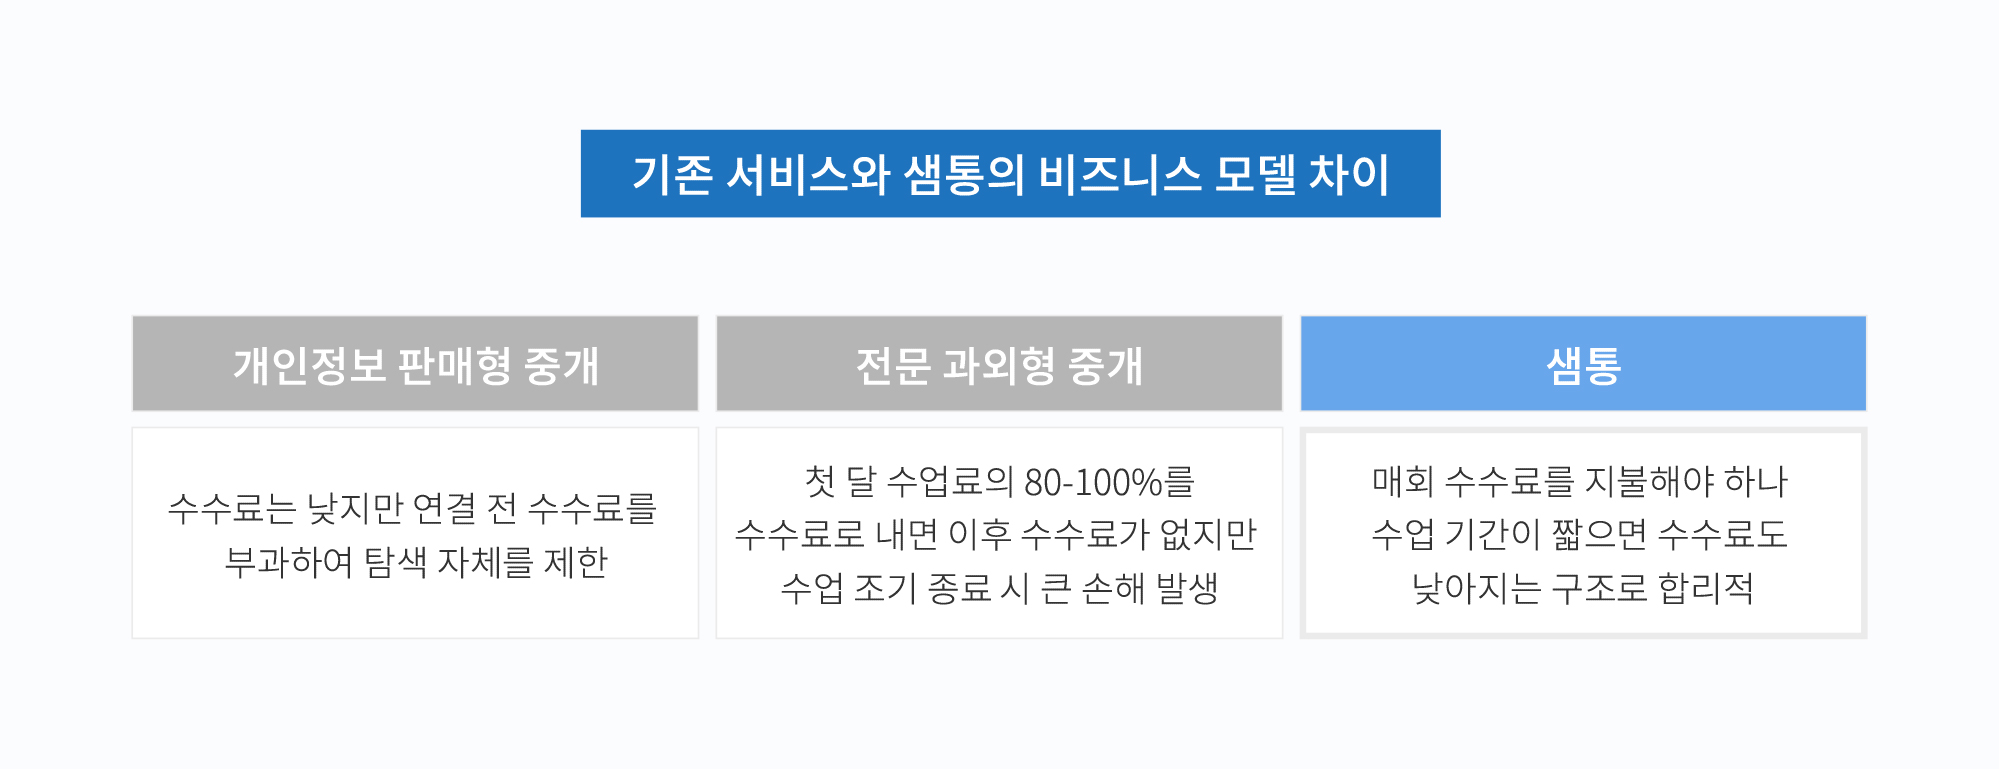 기존 서비스와 샘통의 비즈니스 모델 차이
개인정보 판매형 중개
전문 과외형 중개
샘통
수수료는 낮지만 연결 전 수수료를
부과하여 탐색 자체를 제한
첫 달 수업료의 80-100%를
수수료로 내면 이후 수수료가 없지만
수업 조기 종료 시 큰 손해 발생
매회 수수료를 지불해야 하나
수업 기간이 짧으면 수수료도
낮아지는 구조로 합리적